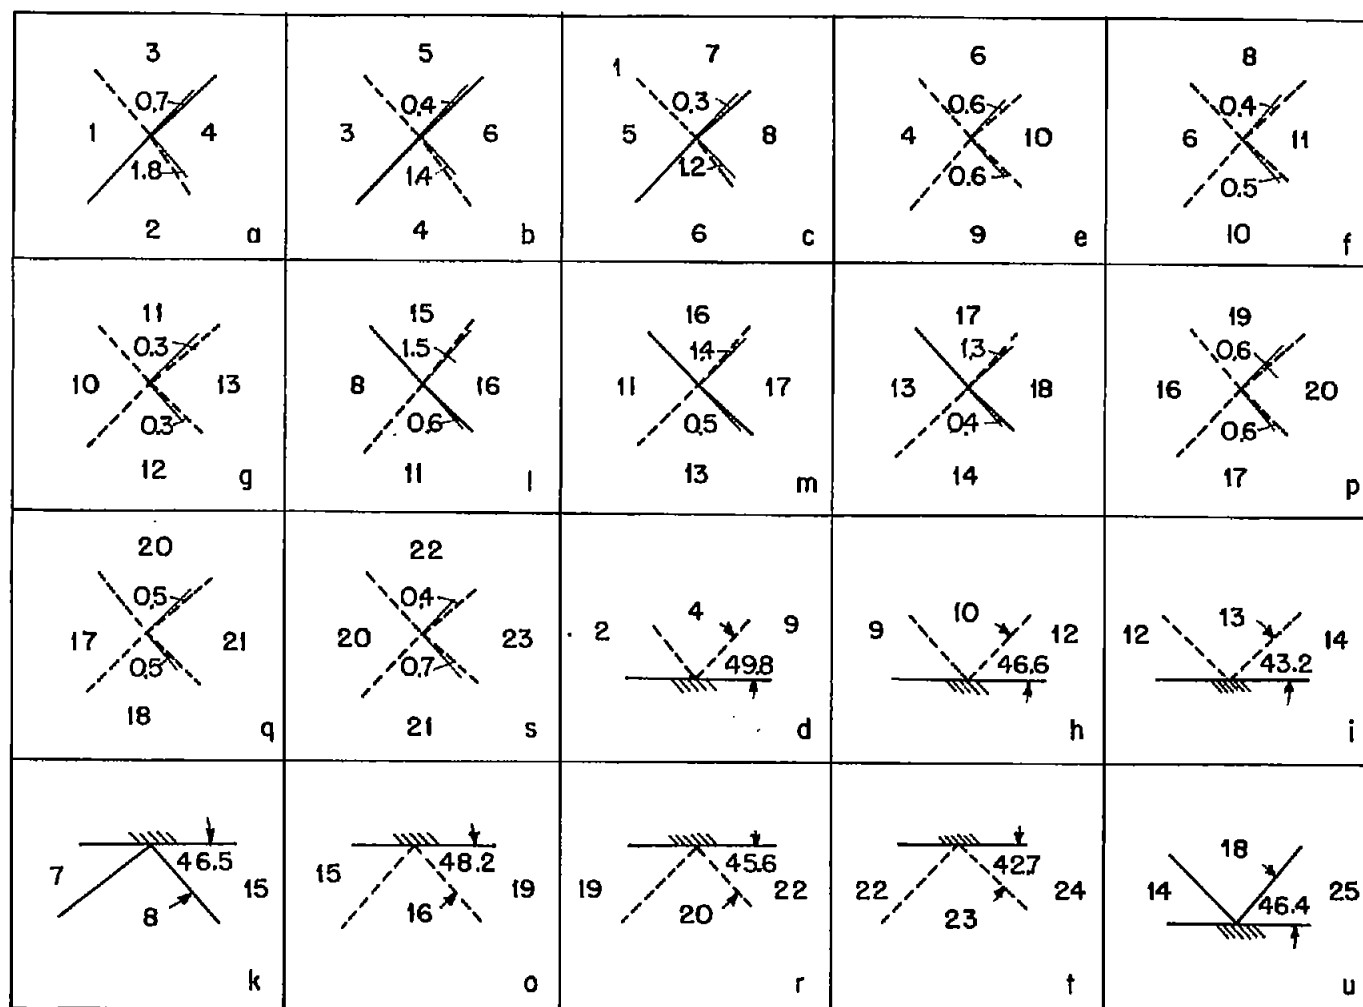 3
0.7
1 4
1.8
2 a
5
0.4
3 6
1.4
4 b
1 7
0.3
5 8
1.2
6 c
6
0.6
4 10
0.6
9 e
8
0.4
6 11
0.5
10 f
11
0.3
10 13
0.3
12 g
15
1.5
8 16
0.6
11 l
16
1.4
11 17
0.5
13 m
17
1.3
13 18
0.4
14 n
19
0.6
16 20
0.6
17 p
20
0.5
17 21
0.5
18 q
22
0.4
20 23
0.7
21 s
2 4 9
49.8
d
9 10 12
46.6
h
12 13 14
43.2
i
46.5
7 15
8
k
48.2
15 19
16
o
45.6
19 22
20
r
42.7
22 24
23
t
18
14 25
46.4
u